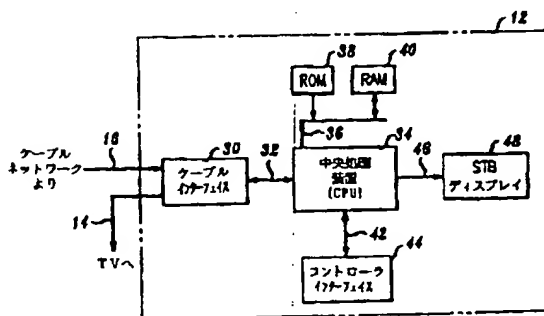 12
38
40
ROM
RAM
36
34
ケーブル
ネットワーク
より
16
30
ケーブル
インターフェイス
32
中央処理
装置
(CPU)
46
48
STB
ディスプレイ
14
TVへ
42
44
コントローラ
インターフェイス